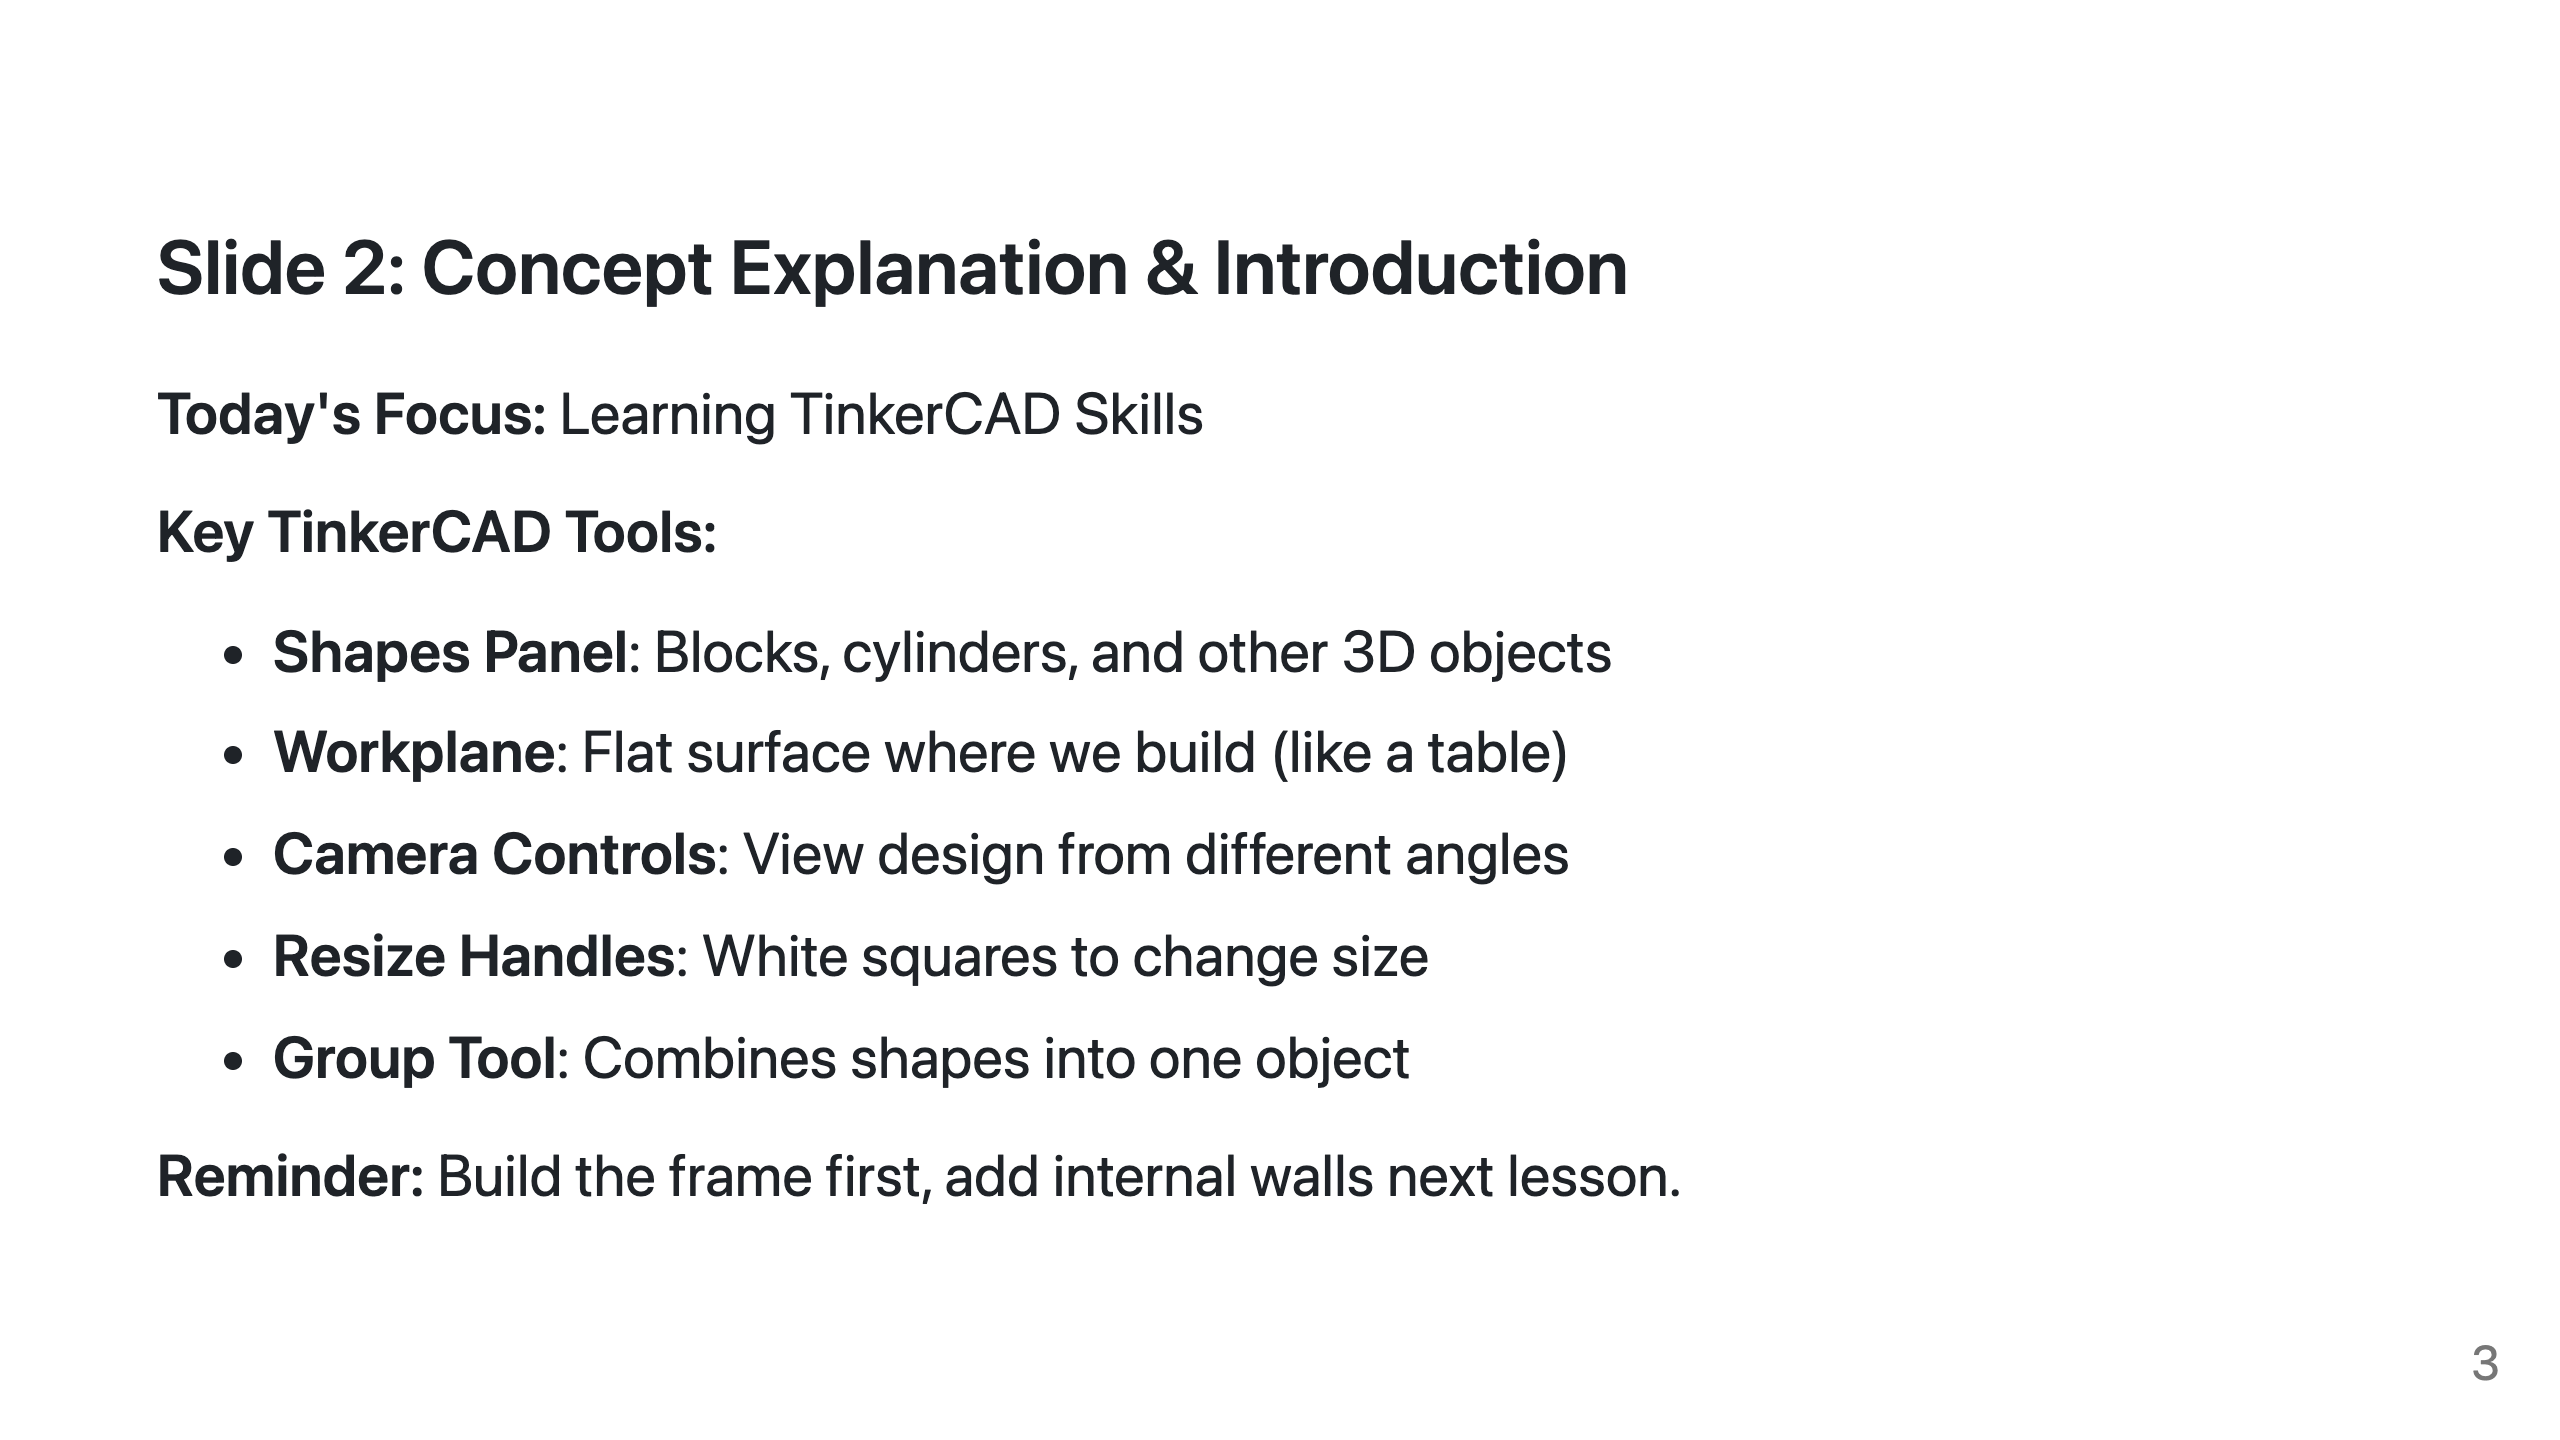 Slide 2: Concept Explanation & Introduction
Today's Focus: Learning TinkerCAD Skills
Key TinkerCAD Tools:
• Shapes Panel: Blocks, cylinders, and other 3D objects
• Workplane: Flat surface where we build (like a table)
• Camera Controls: View design from different angles
• Resize Handles: White squares to change size
• Group Tool: Combines shapes into one object
Reminder: Build the frame first, add internal walls next lesson.
3